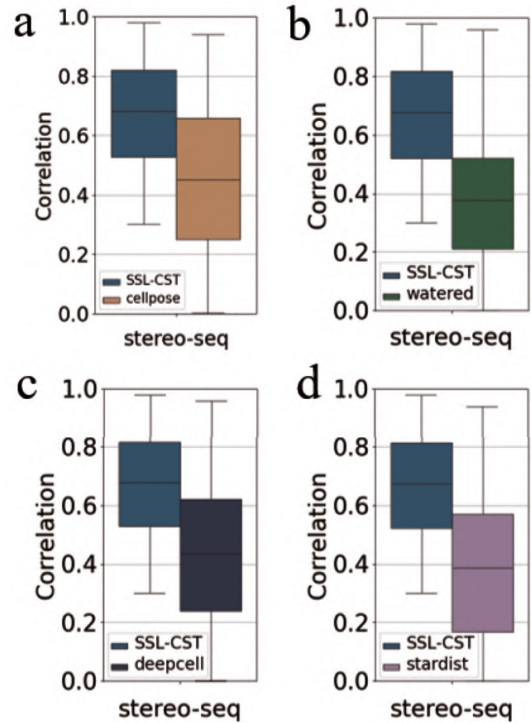 a
1.0
0.8
0.6
0.4
0.2
0.0
Correlation
SSL-CST
cellpose
stereo-seq
b
1.0
0.8
0.6
0.4
0.2
0.0
Correlation
SSL-CST
watered
stereo-seq
c
1.0
0.8
0.6
0.4
0.2
0.0
Correlation
SSL-CST
deepcell
stereo-seq
d
1.0
0.8
0.6
0.4
0.2
0.0
Correlation
SSL-CST
stardist
stereo-seq